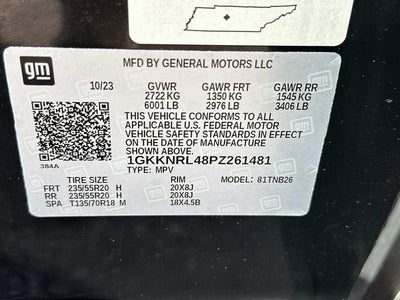 gm
MFD BY GENERAL MOTORS LLC
10/23 GVWR GAWR FRT GAWR RR
2722 KG 1350 KG 1545 KG
6001 LB 2976 LB 3406 LB
THIS VEHICLE CONFORMS TO ALL
APPLICABLE U.S. FEDERAL MOTOR
VEHICLE SAFETY STANDARDS IN EFFECT
ON THE DATE OF MANUFACTURE SHOWN ABOVE.
1GKKNRL48PZ261481
384A
TYPE: MPV
TIRE SIZE RIM MODEL: 81TNB26
FRT 235/55R20 H 20X8J
RR 235/55R20 H 20X8J
SPA T135/70R18 M 18X4.5B